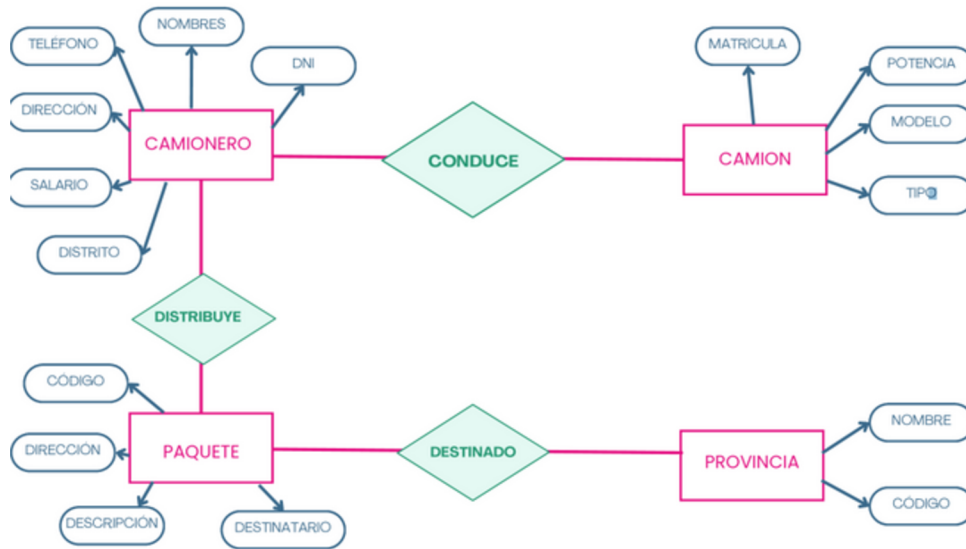 NOMBRES
TELÉFONO
DNI
MATRICULA
POTENCIA
DIRECCIÓN
CAMIONERO
MODELO
CONDUCE
CAMION
SALARIO
TIPO
DISTRITO
DISTRIBUYE
CÓDIGO
NOMBRE
DIRECCIÓN
PAQUETE
DESTINADO
PROVINCIA
CÓDIGO
DESCRIPCIÓN
DESTINATARIO